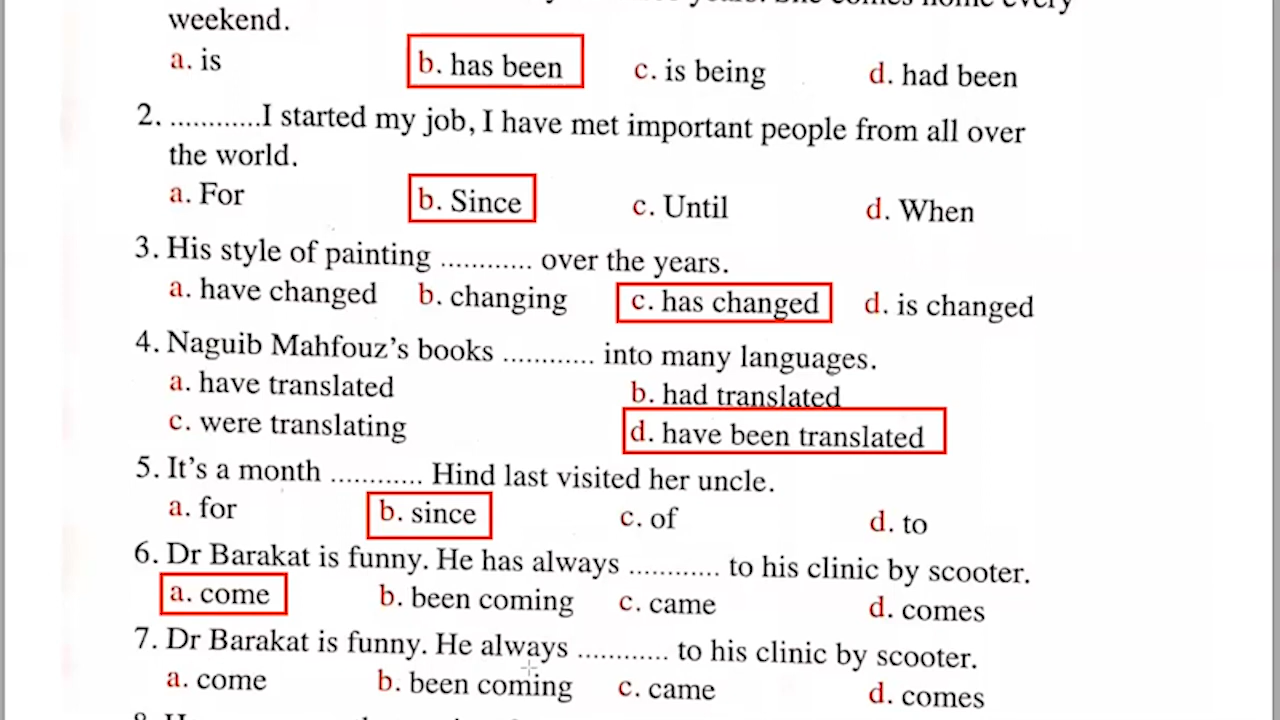 years. She comes home every
weekend.
a. is b. has been c. is being d. had been
2. ............I started my job, I have met important people from all over
the world.
a. For b. Since c. Until d. When
3. His style of painting ............ over the years.
a. have changed b. changing c. has changed d. is changed
4. Naguib Mahfouz's books ............ into many languages.
a. have translated b. had translated
c. were translating d. have been translated
5. It's a month ............ Hind last visited her uncle.
a. for b. since c. of d. to
6. Dr Barakat is funny. He has always ............ to his clinic by scooter.
a. come b. been coming c. came d. comes
7. Dr Barakat is funny. He always ............ to his clinic by scooter.
a. come b. been coming c. came d. comes